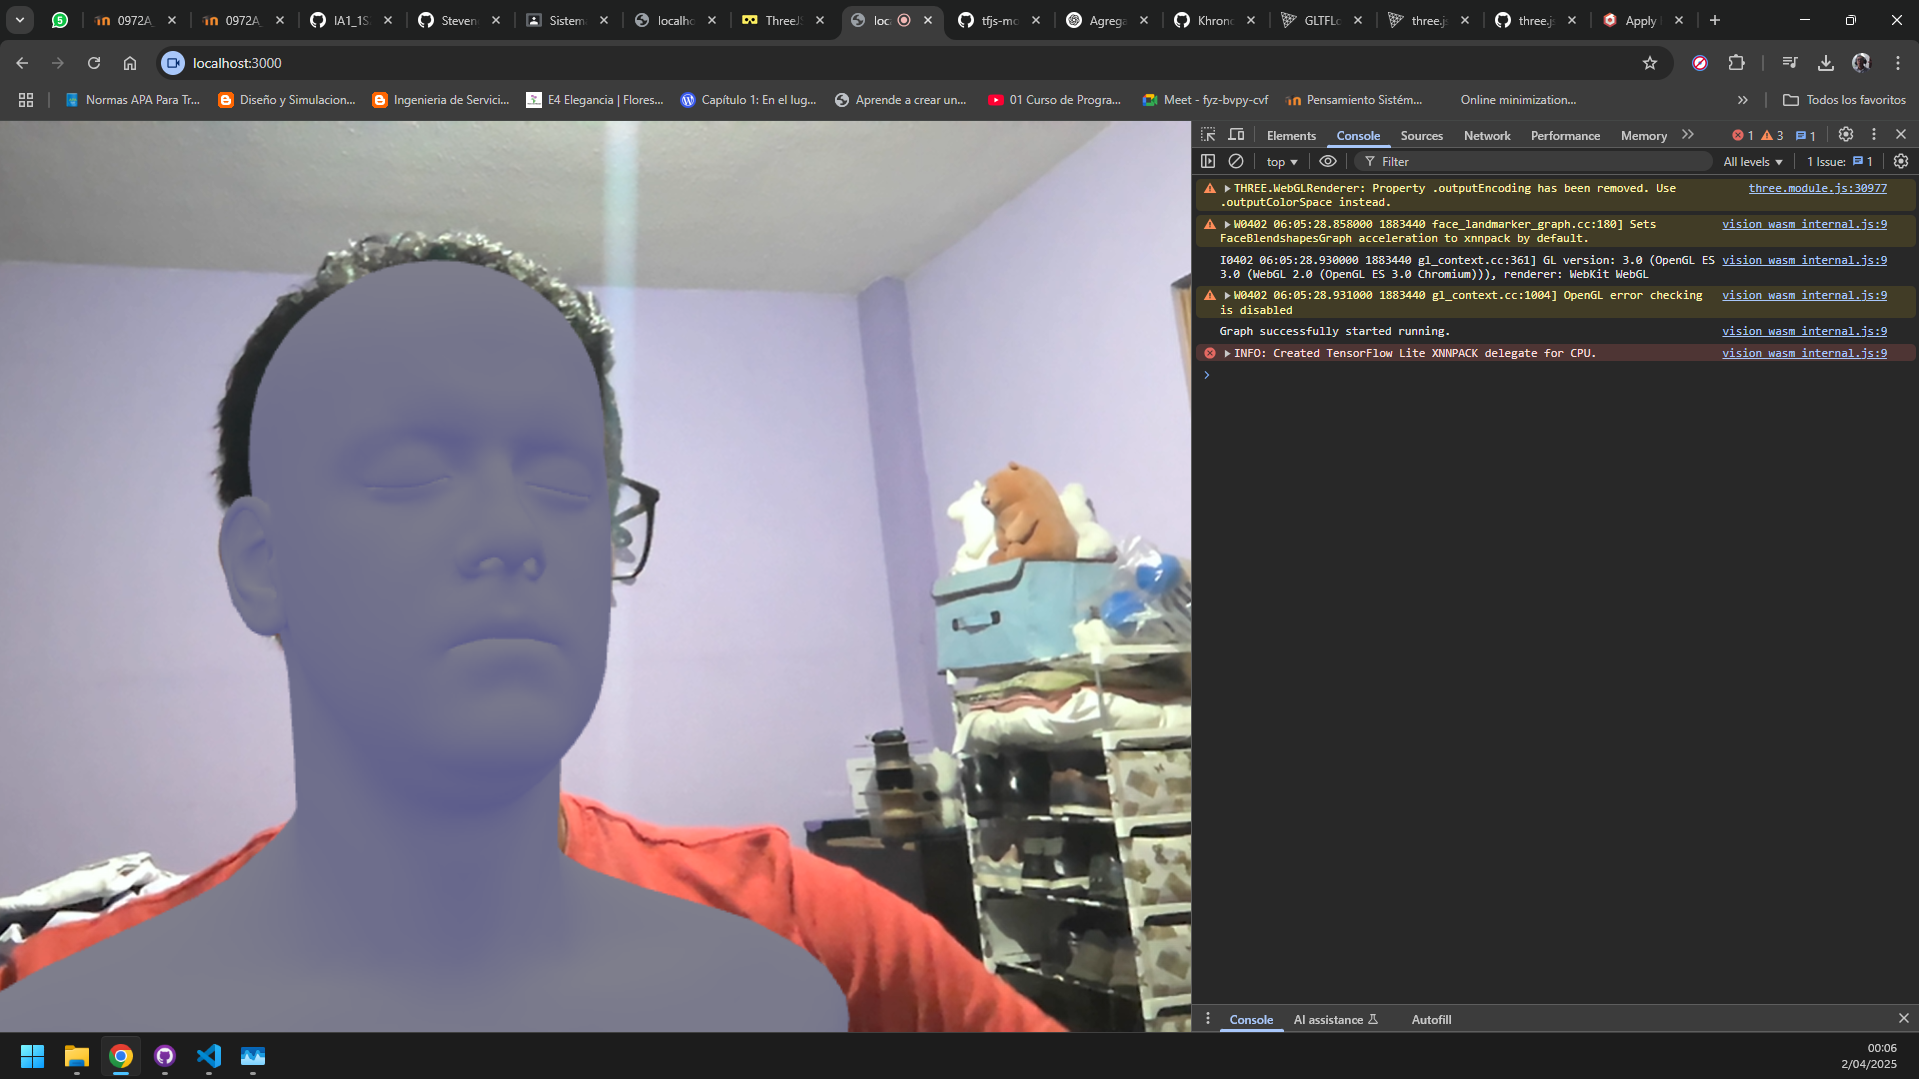 0972A_
0972A_
IA1_1S
Steven
Sistem
localho
ThreeJS
loc
tfjs-mo
Agrega
Khrono
GLTFLo
three.js
three.js
Apply
localhost:3000
Normas APA Para Tr...
Diseño y Simulacion...
Ingenieria de Servici...
E4 Elegancia | Flores...
Capítulo 1: En el lug...
Aprende a crear un...
01 Curso de Progra...
Meet - fyz-bvpy-cvf
Pensamiento Sistém...
Online minimization...
Todos los favoritos
Elements Console Sources Network Performance Memory 1 3 1
top Filter All levels 1 Issue: 1
THREE.WebGLRenderer: Property .outputEncoding has been removed. Use three.module.js:30977
.outputColorSpace instead.
W0402 06:05:28.858000 1883440 face_landmarker_graph.cc:180] Sets vision_wasm_internal.js:9
FaceBlendshapesGraph acceleration to xnnpack by default.
I0402 06:05:28.930000 1883440 gl_context.cc:361] GL version: 3.0 (OpenGL ES vision_wasm_internal.js:9
3.0 (WebGL 2.0 (OpenGL ES 3.0 Chromium))), renderer: WebKit WebGL
W0402 06:05:28.931000 1883440 gl_context.cc:1004] OpenGL error checking vision_wasm_internal.js:9
is disabled
Graph successfully started running. vision_wasm_internal.js:9
INFO: Created TensorFlow Lite XNNPACK delegate for CPU. vision_wasm_internal.js:9
Console AI assistance Autofill
00:06
2/04/2025